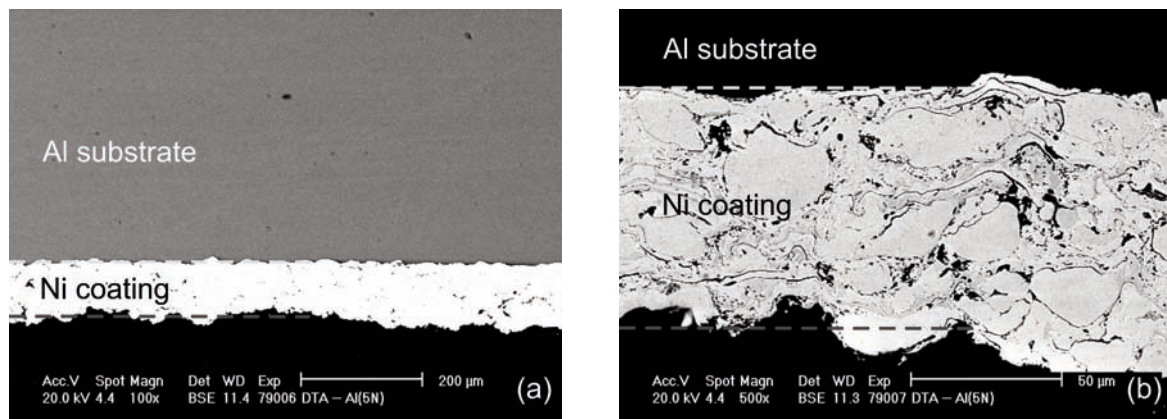 Al substrate
Ni coating
Acc.V Spot Magn Det WD Exp 200 µm
20.0 kV 4.4 100x BSE 11.4 79006 DTA – Al(5N)
(a)
Al substrate
Ni coating
Acc.V Spot Magn Det WD Exp 50 µm
20.0 kV 4.4 500x BSE 11.3 79007 DTA – Al(5N)
(b)